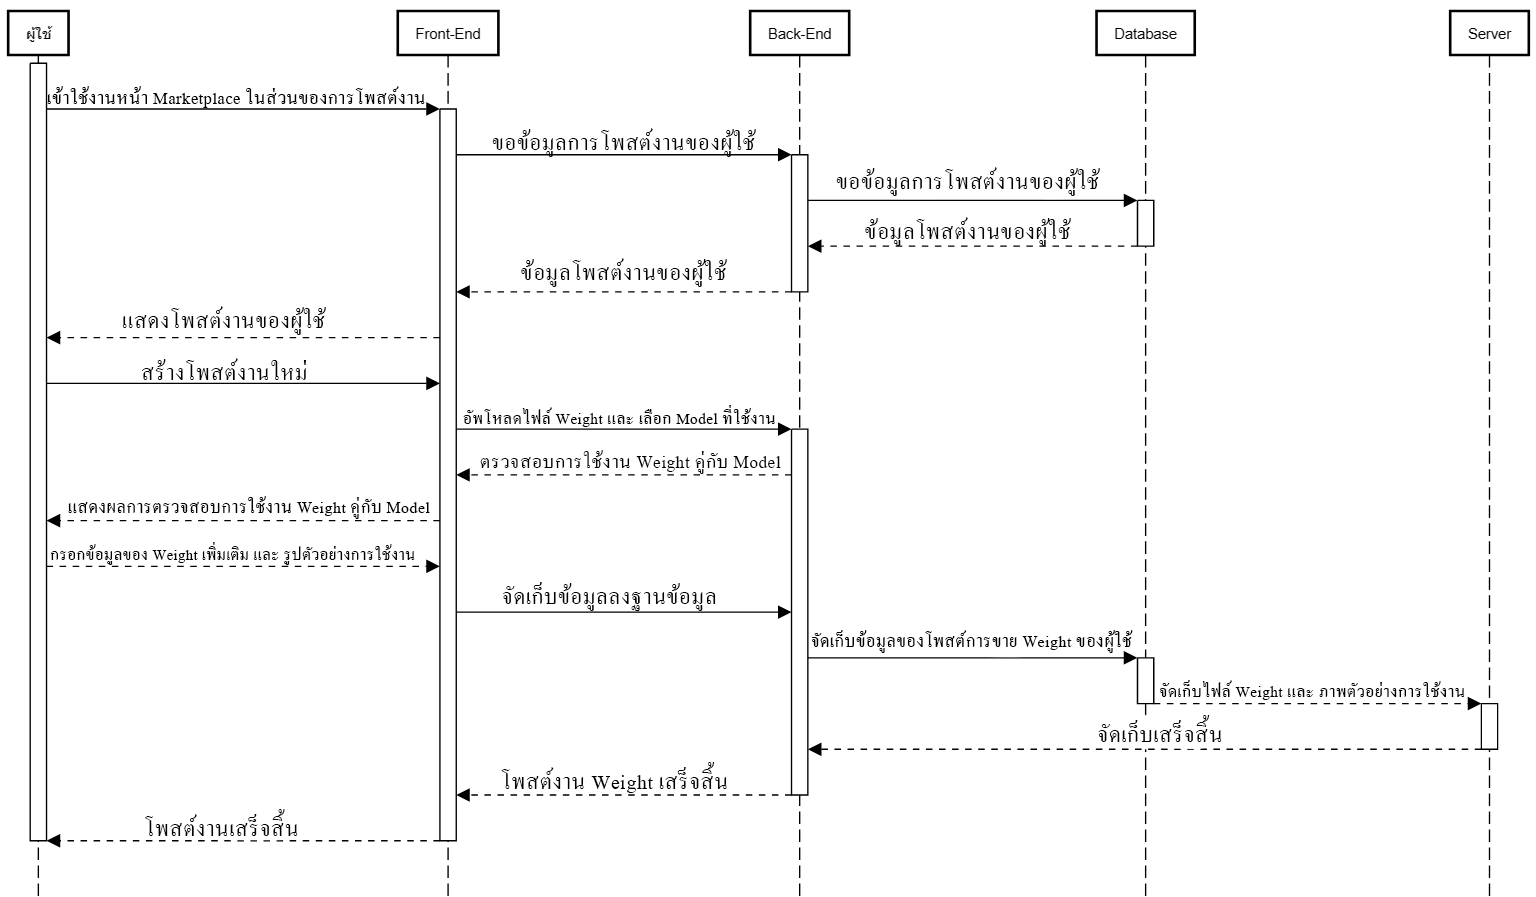 ผู้ใช้
Front-End
Back-End
Database
Server
เข้าใช้งานหน้า Marketplace ในส่วนของการโพสต์งาน
ขอข้อมูลการโพสต์งานของผู้ใช้
ขอข้อมูลการโพสต์งานของผู้ใช้
ข้อมูลโพสต์งานของผู้ใช้
ข้อมูลโพสต์งานของผู้ใช้
แสดงโพสต์งานของผู้ใช้
สร้างโพสต์งานใหม่
อัพโหลดไฟล์ Weight และ เลือก Model ที่ใช้งาน
ตรวจสอบการใช้งาน Weight คู่กับ Model
แสดงผลการตรวจสอบการใช้งาน Weight คู่กับ Model
กรอกข้อมูลของ Weight เพิ่มเติม และ รูปตัวอย่างการใช้งาน
จัดเก็บข้อมูลลงฐานข้อมูล
จัดเก็บข้อมูลของโพสต์การขาย Weight ของผู้ใช้
จัดเก็บไฟล์ Weight และ ภาพตัวอย่างการใช้งาน
จัดเก็บเสร็จสิ้น
โพสต์งาน Weight เสร็จสิ้น
โพสต์งานเสร็จสิ้น